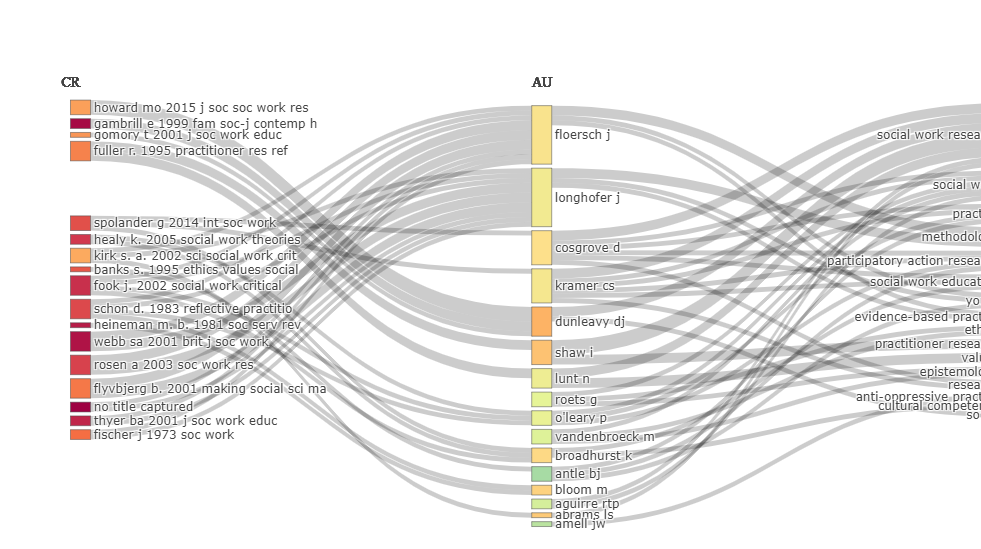 CR
howard mo 2015 j soc soc work res
gambrill e 1999 fam soc-j contemp h
gomory t 2001 j soc work educ
fuller r. 1995 practitioner res ref
spolander g 2014 int soc work
healy k. 2005 social work theories
kirk s. a. 2002 sci social work crit
banks s. 1995 ethics values social
fook j. 2002 social work critical
schon d. 1983 reflective practitio
heineman m. b. 1981 soc serv rev
webb sa 2001 brit j soc work
rosen a 2003 soc work res
flyvbjerg b. 2001 making social sci ma
no title captured
thyer ba 2001 j soc work educ
fischer j 1973 soc work
AU
floersch j
longhofer j
cosgrove d
kramer cs
dunleavy dj
shaw i
lunt n
roets g
o'leary p
vandenbroeck m
broadhurst k
antle bj
bloom m
aguirre rtp
abrams ls
amell jw
social work resea
social w
pract
methodolo
participatory action resea
social work educat
yo
evidence-based pract
eth
practitioner resea
valu
epistemolo
resea
anti-oppressive pract
cultural competen
so